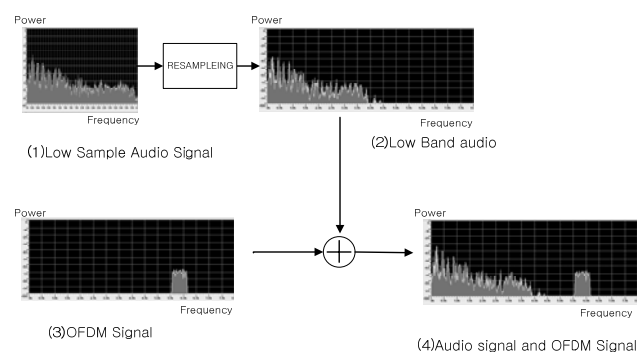 Power
Power
RESAMPLEING
Frequency
Frequency
(1)Low Sample Audio Signal
(2)Low Band audio
Power
Power
Frequency
Frequency
(3)OFDM Signal
(4)Audio signal and OFDM Signal